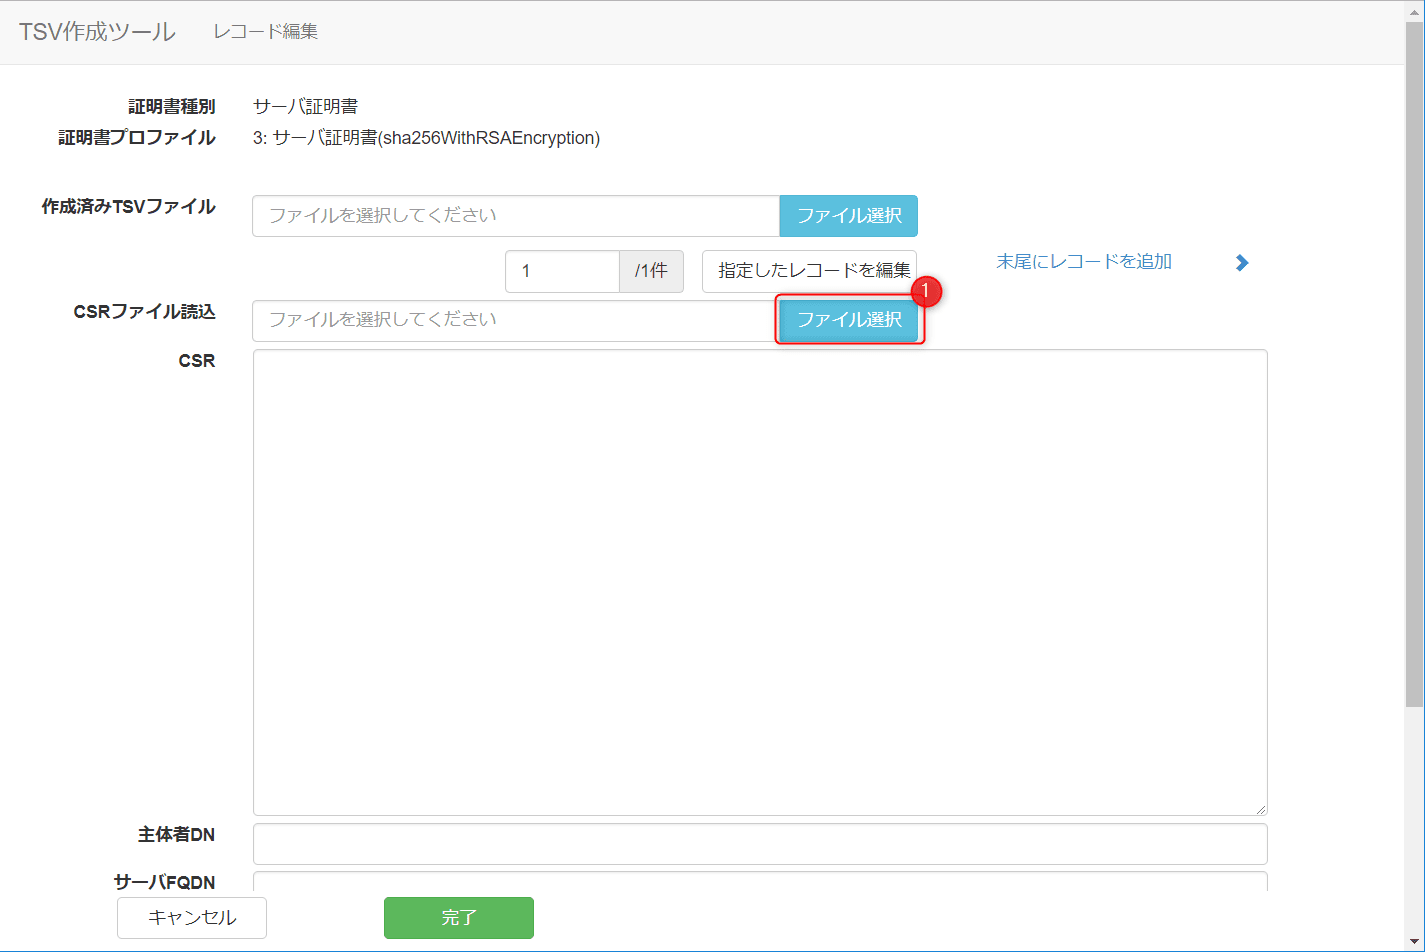 TSV作成ツール レコード編集
証明書種別 サーバ証明書
証明書プロファイル 3: サーバ証明書(sha256WithRSAEncryption)
作成済みTSVファイル ファイルを選択してください ファイル選択
1 /1件 指定したレコードを編集 末尾にレコードを追加
1
CSRファイル読込 ファイルを選択してください ファイル選択
CSR
主体者DN
サーバFQDN
キャンセル 完了